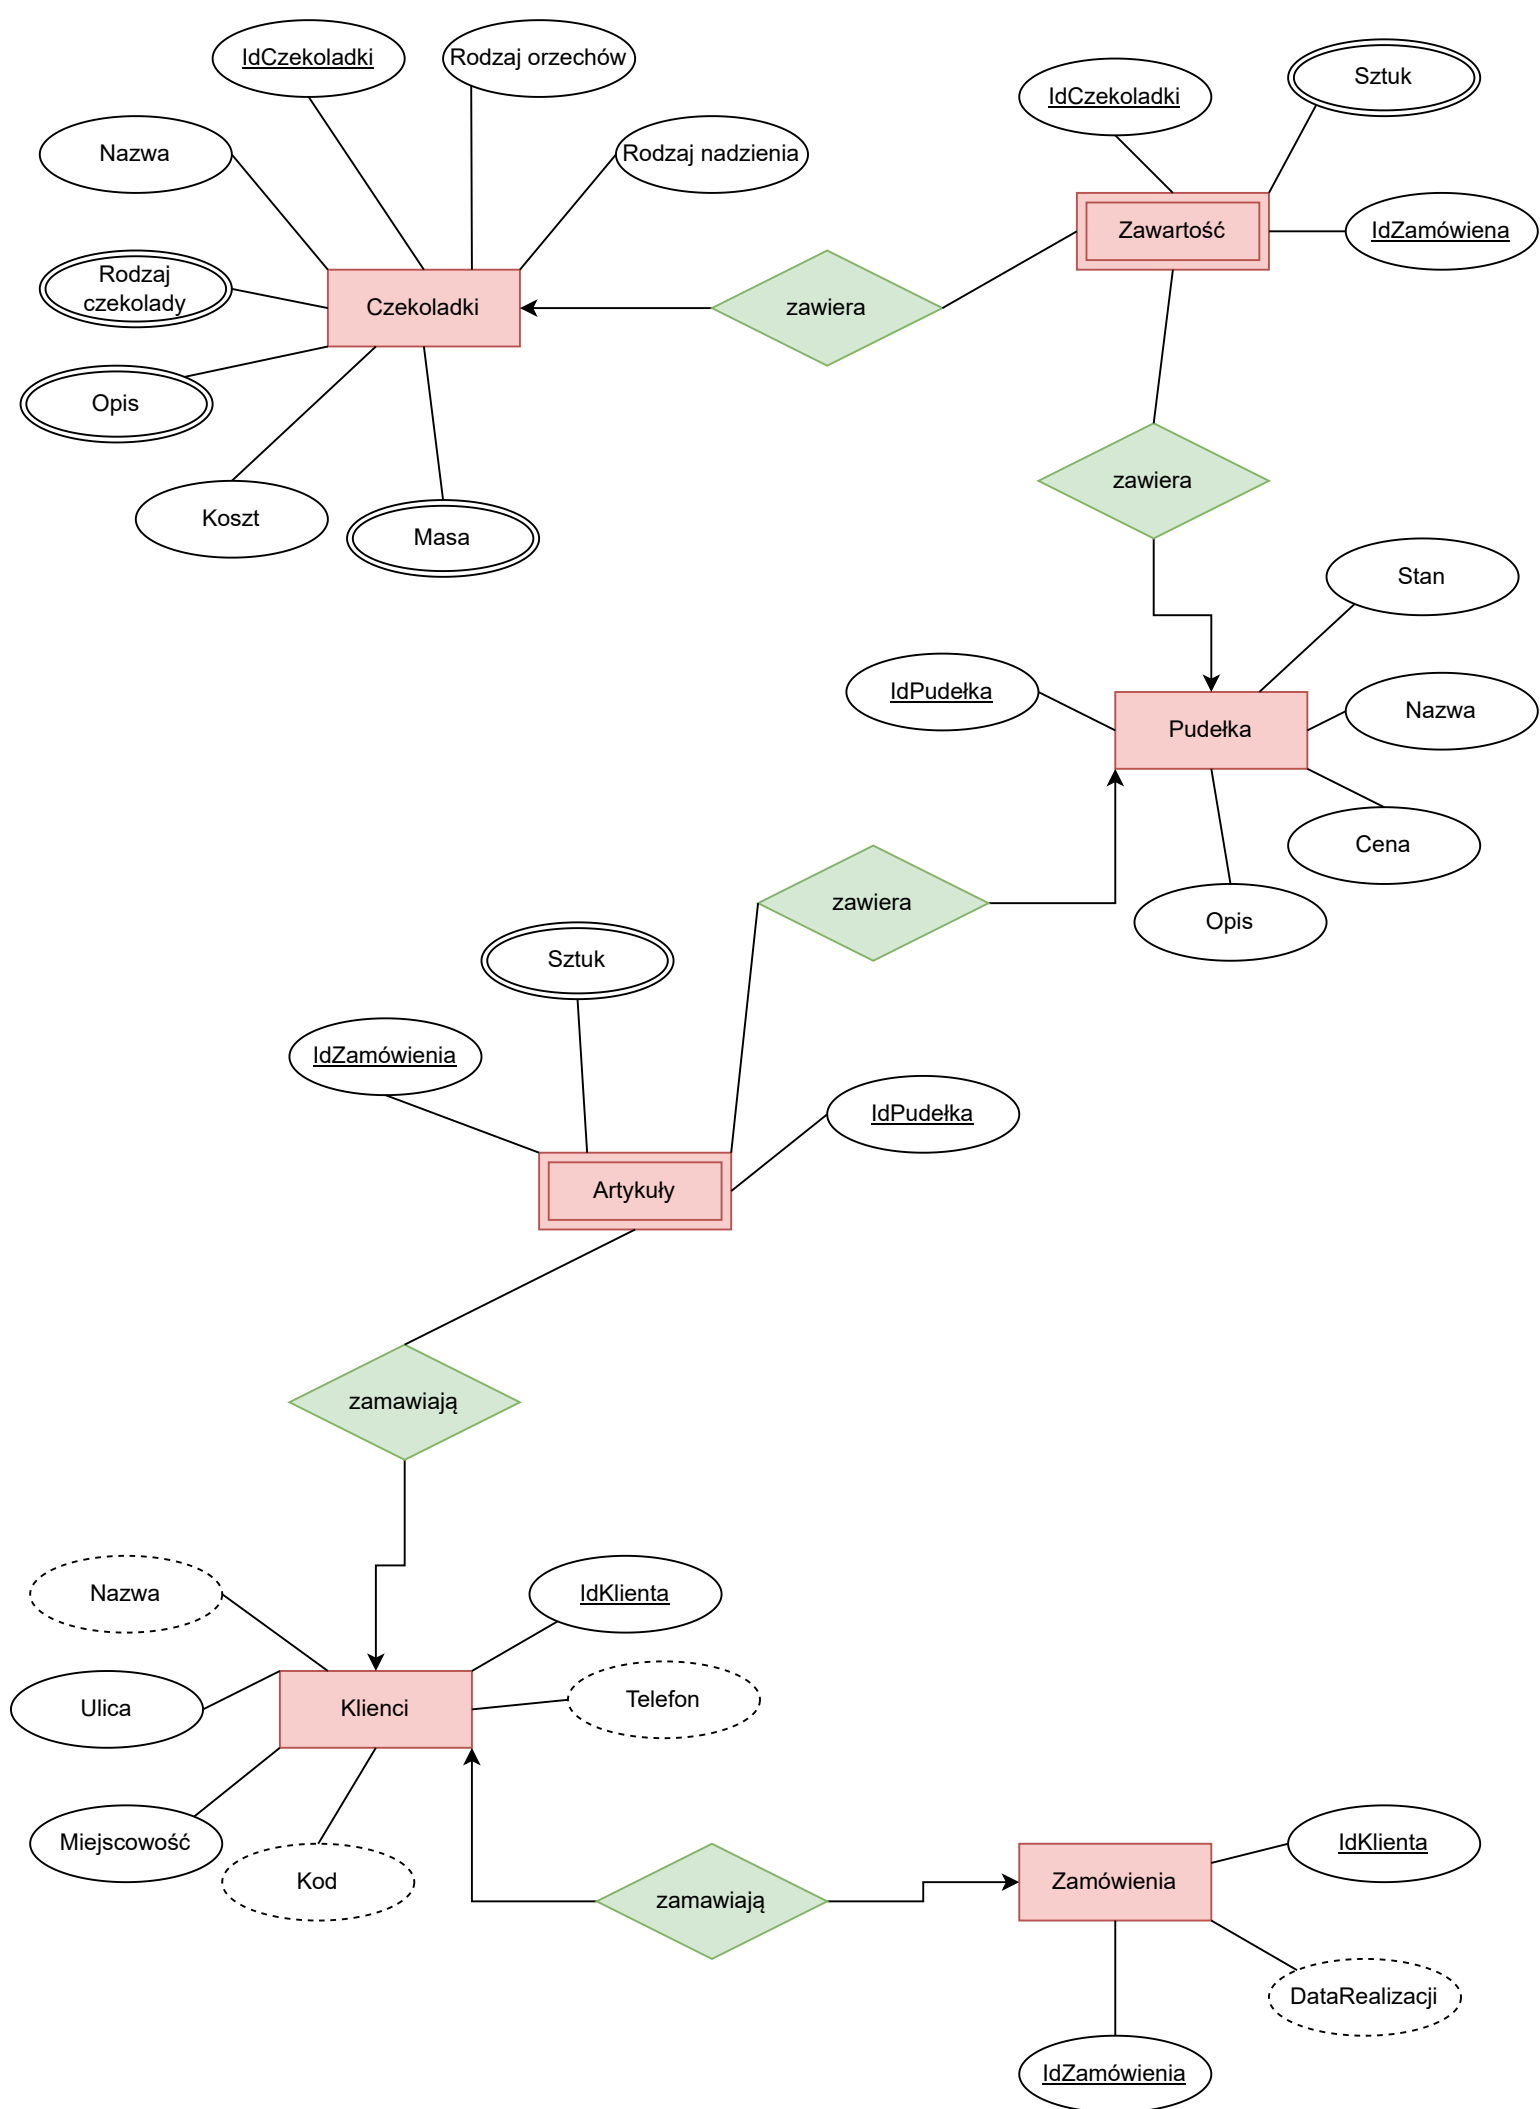 IdCzekoladki
Rodzaj orzechów
Nazwa
Rodzaj nadzienia
Rodzaj
czekolady
Czekoladki
Opis
Koszt
Masa
zawiera
IdCzekoladki
Sztuk
Zawartość
IdZamówiena
zawiera
Stan
IdPudełka
Pudełka
Nazwa
Cena
Opis
zawiera
Sztuk
IdZamówienia
IdPudełka
Artykuły
zamawiają
Nazwa
IdKlienta
Ulica
Klienci
Telefon
Miejscowość
Kod
zamawiają
Zamówienia
IdKlienta
DataRealizacji
IdZamówienia